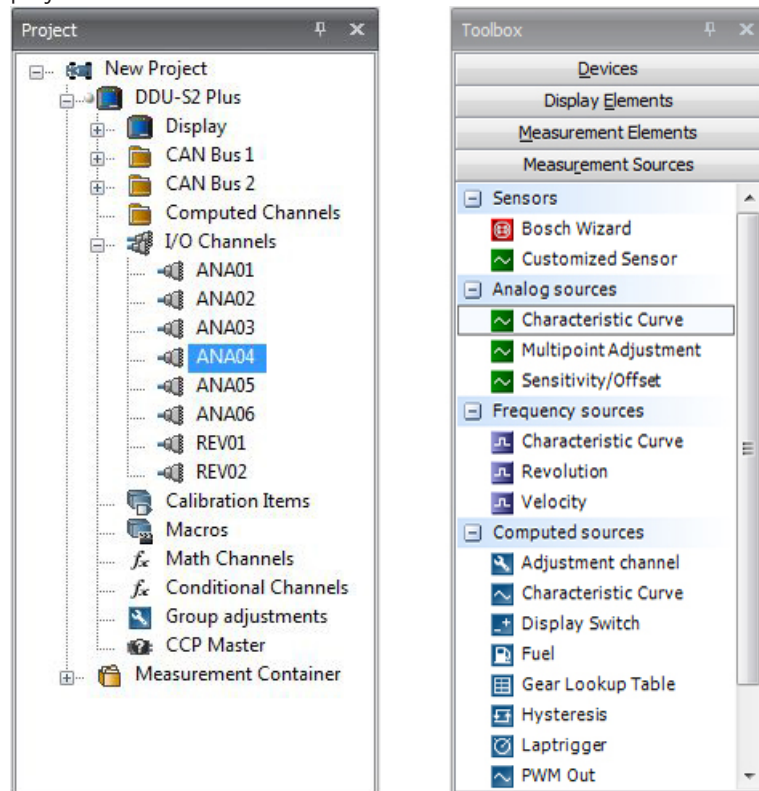 Project
New Project
DDU-S2 Plus
Display
CAN Bus 1
CAN Bus 2
Computed Channels
I/O Channels
ANA01
ANA02
ANA03
ANA04
ANA05
ANA06
REV01
REV02
Calibration Items
Macros
fx Math Channels
fx Conditional Channels
Group adjustments
CCP Master
Measurement Container
Toolbox
Devices
Display Elements
Measurement Elements
Measurement Sources
Sensors
Bosch Wizard
Customized Sensor
Analog sources
Characteristic Curve
Multipoint Adjustment
Sensitivity/Offset
Frequency sources
Characteristic Curve
Revolution
Velocity
Computed sources
Adjustment channel
Characteristic Curve
Display Switch
Fuel
Gear Lookup Table
Hysteresis
Laptrigger
PWM Out